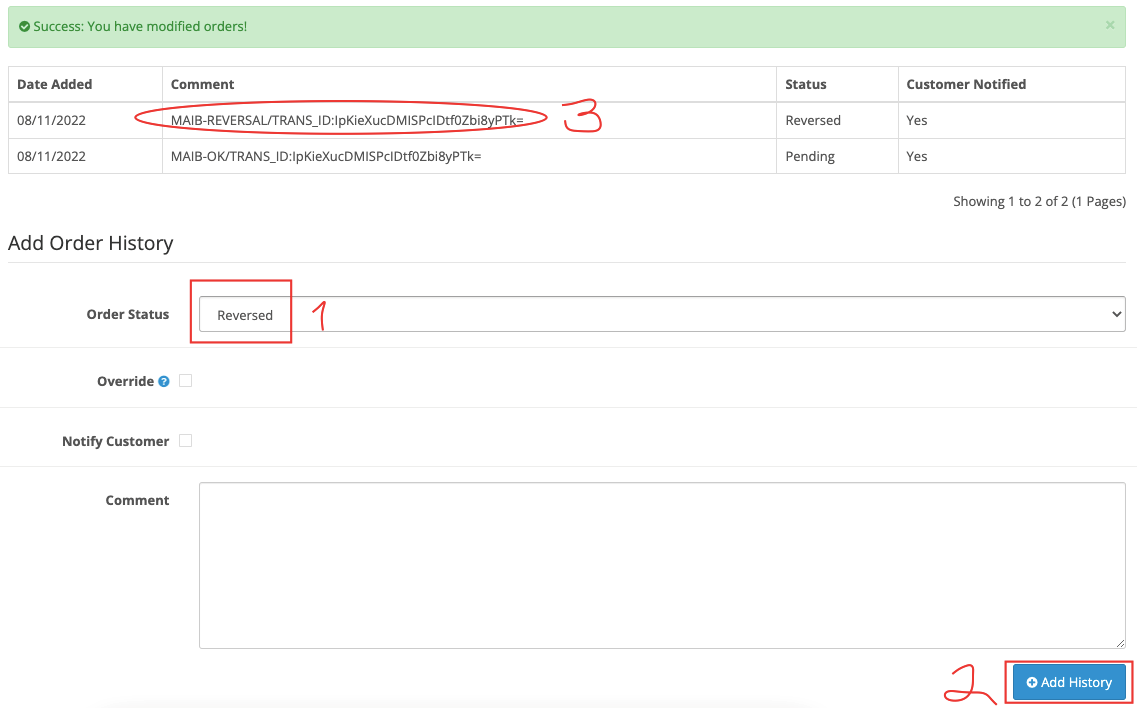 Success: You have modified orders!
×
Date Added Comment Status Customer Notified
08/11/2022 MAIB-REVERSAL/TRANS_ID:IpKieXucDMISPcIDtf0Zbi8yPTk= Reversed Yes
3
08/11/2022 MAIB-OK/TRANS_ID:IpKieXucDMISPcIDtf0Zbi8yPTk= Pending Yes
Showing 1 to 2 of 2 (1 Pages)
Add Order History
Order Status Reversed
1
Override ?
Notify Customer
Comment
2
Add History